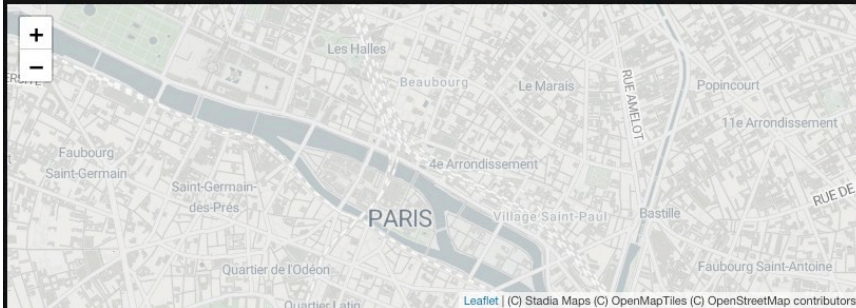 +
−
Les Halles
Beaubourg
Le Marais
RUE AMELOT
Popincourt
11e Arrondissement
Faubourg
Saint-Germain
4e Arrondissement
Saint-Germain-
des-Prés
RUE DE
PARIS
Village Saint-Paul
Bastille
Quartier de l'Odéon
Faubourg Saint-Antoine
Quartier Latin
Leaflet | (C) Stadia Maps (C) OpenMapTiles (C) OpenStreetMap contributors